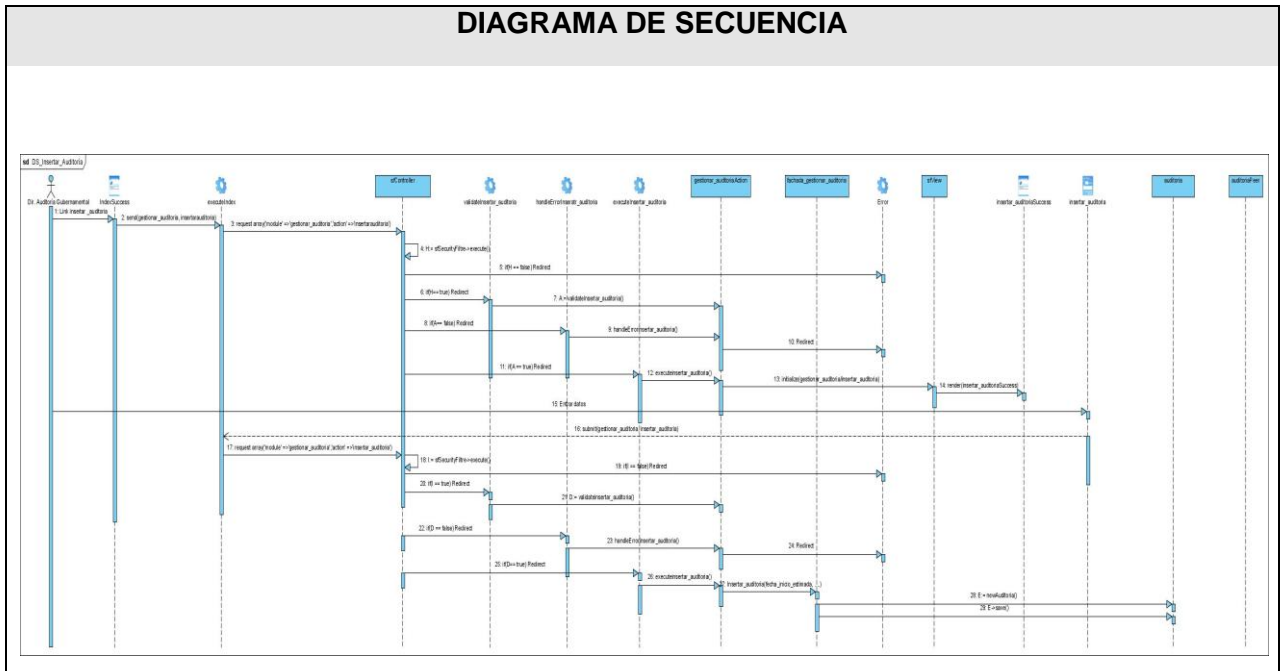 DIAGRAMA DE SECUENCIA
sd DS_Insertar_Auditoria
Dir. Auditoria Gubernamental
IndexSuccess
executeIndex
sfController
validateInsertar_auditoria
handleErrorInsertar_auditoria
executeInsertar_auditoria
gestionar_auditoriaAction
fachada_gestionar_auditoria
Error
sfView
insertar_auditoriaSuccess
insertar_auditoria
auditoria
auditoriaPeer
1: Link Insertar_auditoria
2: send(gestionar_auditoria, insertarauditoria)
3: request array('module' =>'gestionar_auditoria','action' =>'insertarauditoria')
4: H = sfSecurityFilter->execute()
5: if(H == false) Redirect
6: if(H==true) Redirect
7: A = validateInsertar_auditoria()
8: if(A== false) Redirect
9: handleErrorInsertar_auditoria()
10: Redirect
11: if(A == true) Redirect
12: executeInsertar_auditoria()
13: initialize(gestionar_auditoria/insertar_auditoria)
14: render(insertar_auditoriaSuccess)
15: Entrar datos
16: submit(gestionar_auditoria, insertar_auditoria)
17: request array('module' =>'gestionar_auditoria','action' =>'insertar_auditoria')
18: I = sfSecurityFilter->execute()
19: if(I == false) Redirect
20: if(I == true) Redirect
21: D = validateInsertar_auditoria()
22: if(D == false) Redirect
23: handleErrorInsertar_auditoria()
24: Redirect
25: if(D==true) Redirect
26: executeInsertar_auditoria()
27: Insertar_auditoria(fecha_inicio_estimada, ...)
28: E = newAuditoria()
29: E->save()